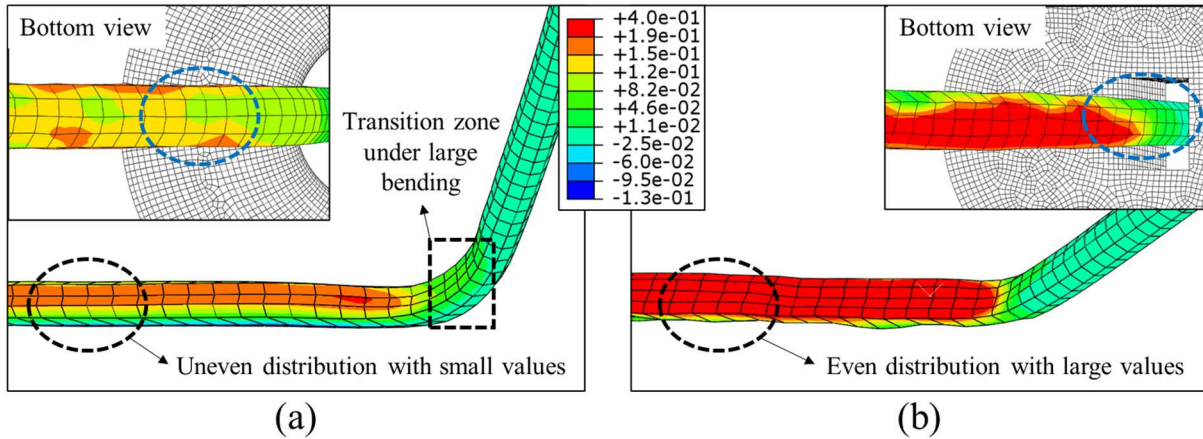 Bottom view
Transition zone
under large
bending
Uneven distribution with small values
(a)
+4.0e-01
+1.9e-01
+1.5e-01
+1.2e-01
+8.2e-02
+4.6e-02
+1.1e-02
-2.5e-02
-6.0e-02
-9.5e-02
-1.3e-01
Bottom view
Even distribution with large values
(b)